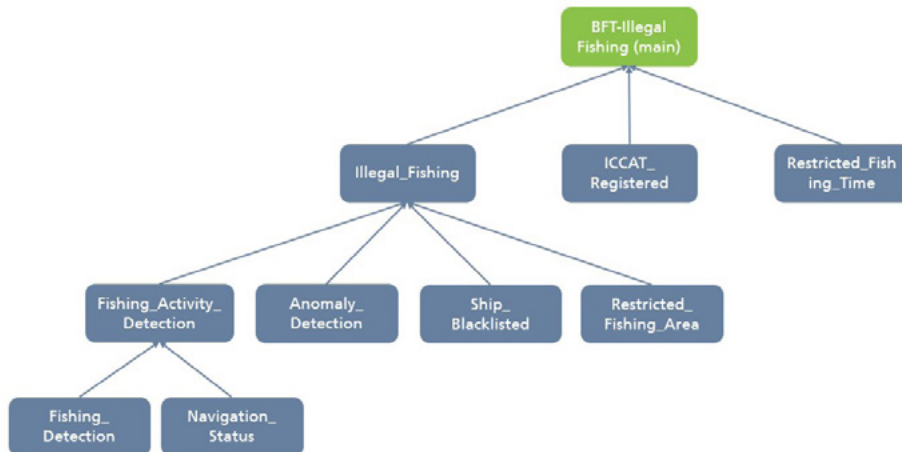 BFT-Illegal
Fishing (main)
Illegal_Fishing
ICCAT_
Registered
Restricted_Fish
ing_Time
Fishing_Activity_
Detection
Anomaly_
Detection
Ship_
Blacklisted
Restricted_
Fishing_Area
Fishing_
Detection
Navigation_
Status